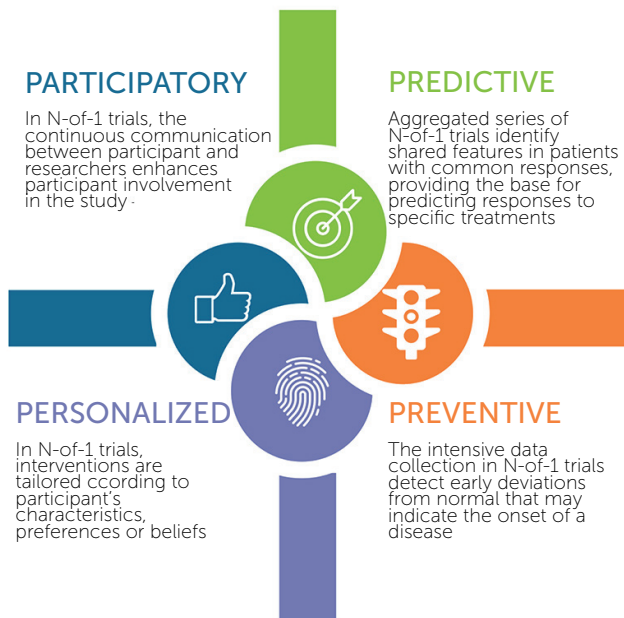 PARTICIPATORY
In N-of-1 trials, the
continuous communication
between participant and
researchers enhances
participant involvement
in the study -
PREDICTIVE
Aggregated series of
N-of-1 trials identify
shared features in patients
with common responses,
providing the base for
predicting responses to
specific treatments
PERSONALIZED
In N-of-1 trials,
interventions are
tailored ccording to
participant's
characteristics,
preferences or beliefs
PREVENTIVE
The intensive data
collection in N-of-1 trials
detect early deviations
from normal that may
indicate the onset of a
disease